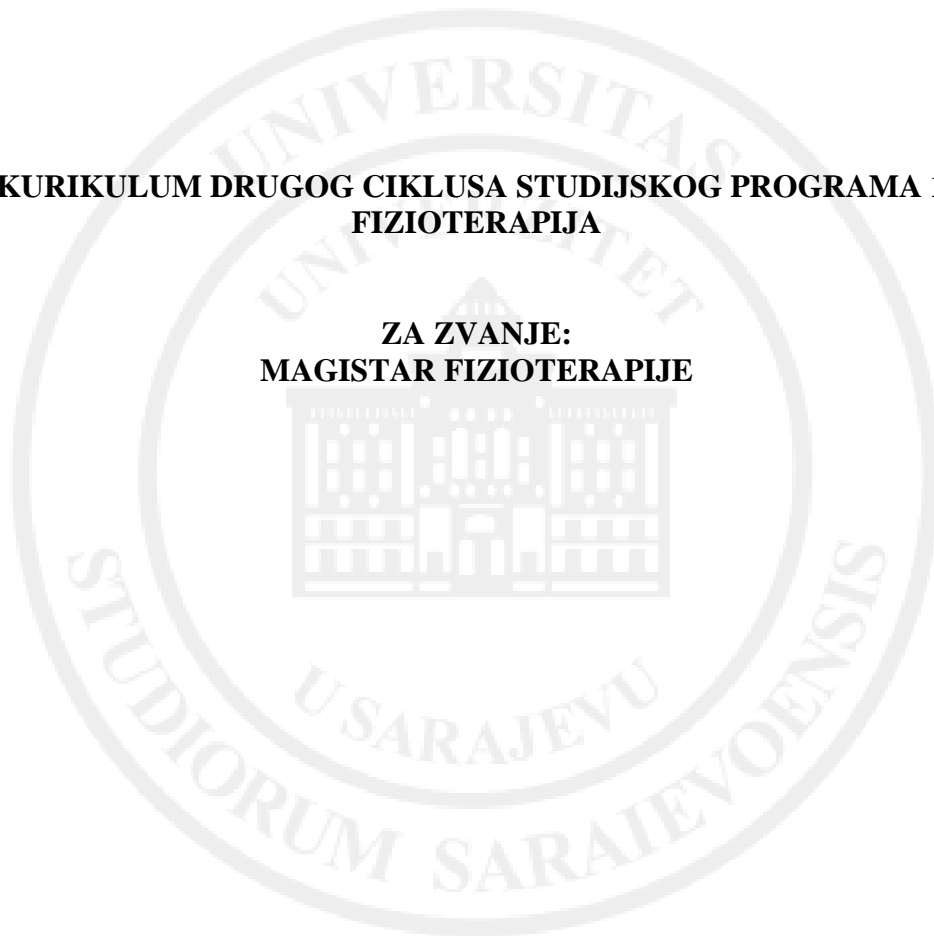 KURIKULUM DRUGOG CIKLUSA STUDIJSKOG PROGRAMA
FIZIOTERAPIJA
ZA ZVANJE:
MAGISTAR FIZIOTERAPIJE
UNIVERSITAS
STUDIORUM SARAIEVOENSIS
UNIVERZITET
U SARAJEVU